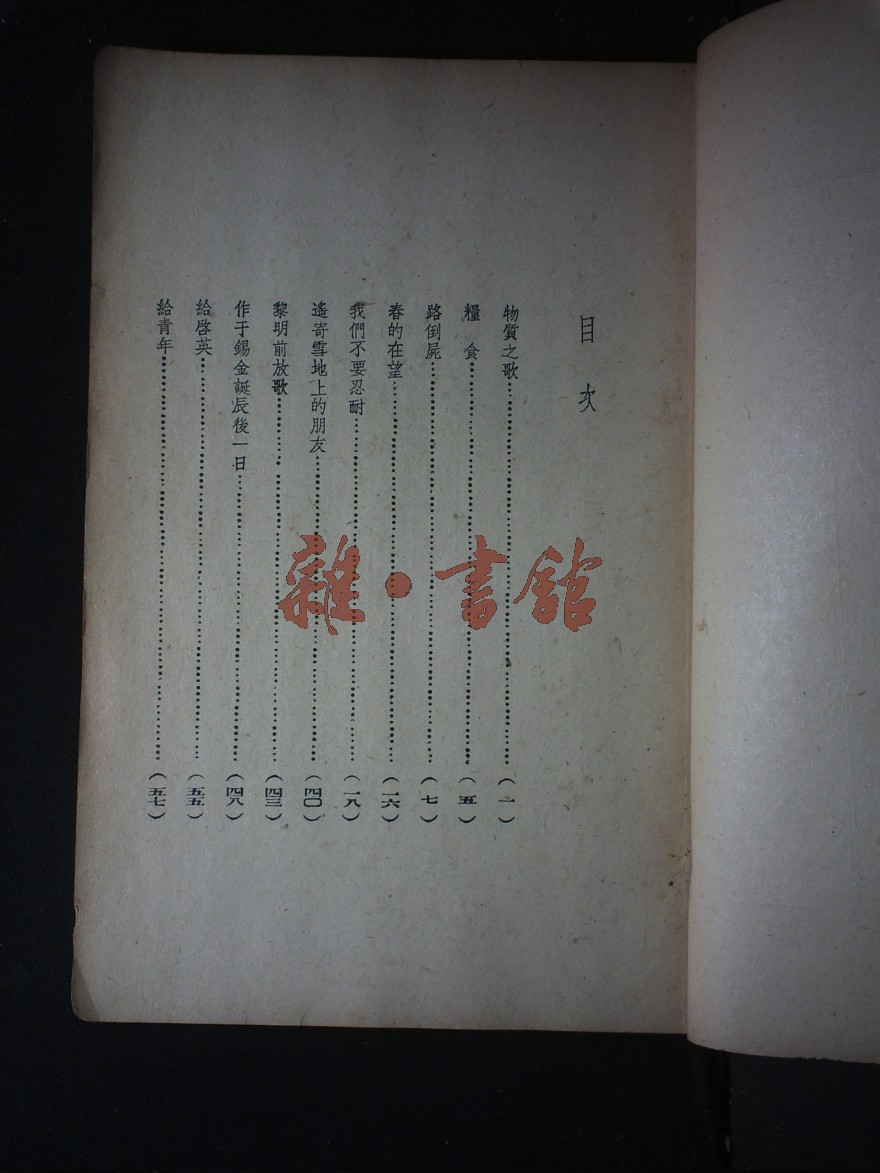 目次
物質之歌……………………(一)
糧　食……………………(五)
路倒屍……………………(七)
春的在望……………………(一六)
我們不要忍耐……………………(一八)
遙寄雪地上的朋友……………………(四〇)
黎明前放歌……………………(四三)
作于錫金誕辰後一日……………………(四八)
給啓英……………………(五五)
給青年……………………(五七)
雜·書館